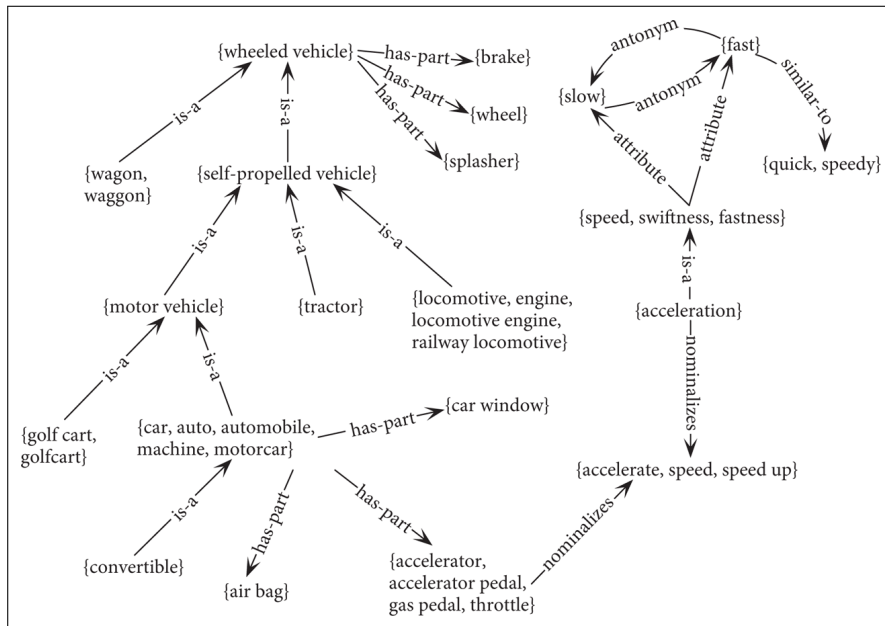 antonym
{fast}
{wheeled vehicle}
has-part
{brake}
has-part
{wheel}
has-part
{splasher}
is-a
is-a
{slow}
antonym
similar-to
attribute
attribute
{quick, speedy}
{wagon,
waggon}
{self-propelled vehicle}
{speed, swiftness, fastness}
is-a
is-a
is-a
is-a
{motor vehicle}
{tractor}
{locomotive, engine,
locomotive engine,
railway locomotive}
{acceleration}
nominalizes
is-a
is-a
{golf cart,
golfcart}
{car, auto, automobile,
machine, motorcar}
has-part
{car window}
{accelerate, speed, speed up}
is-a
has-part
has-part
nominalizes
{convertible}
{air bag}
{accelerator,
accelerator pedal,
gas pedal, throttle}